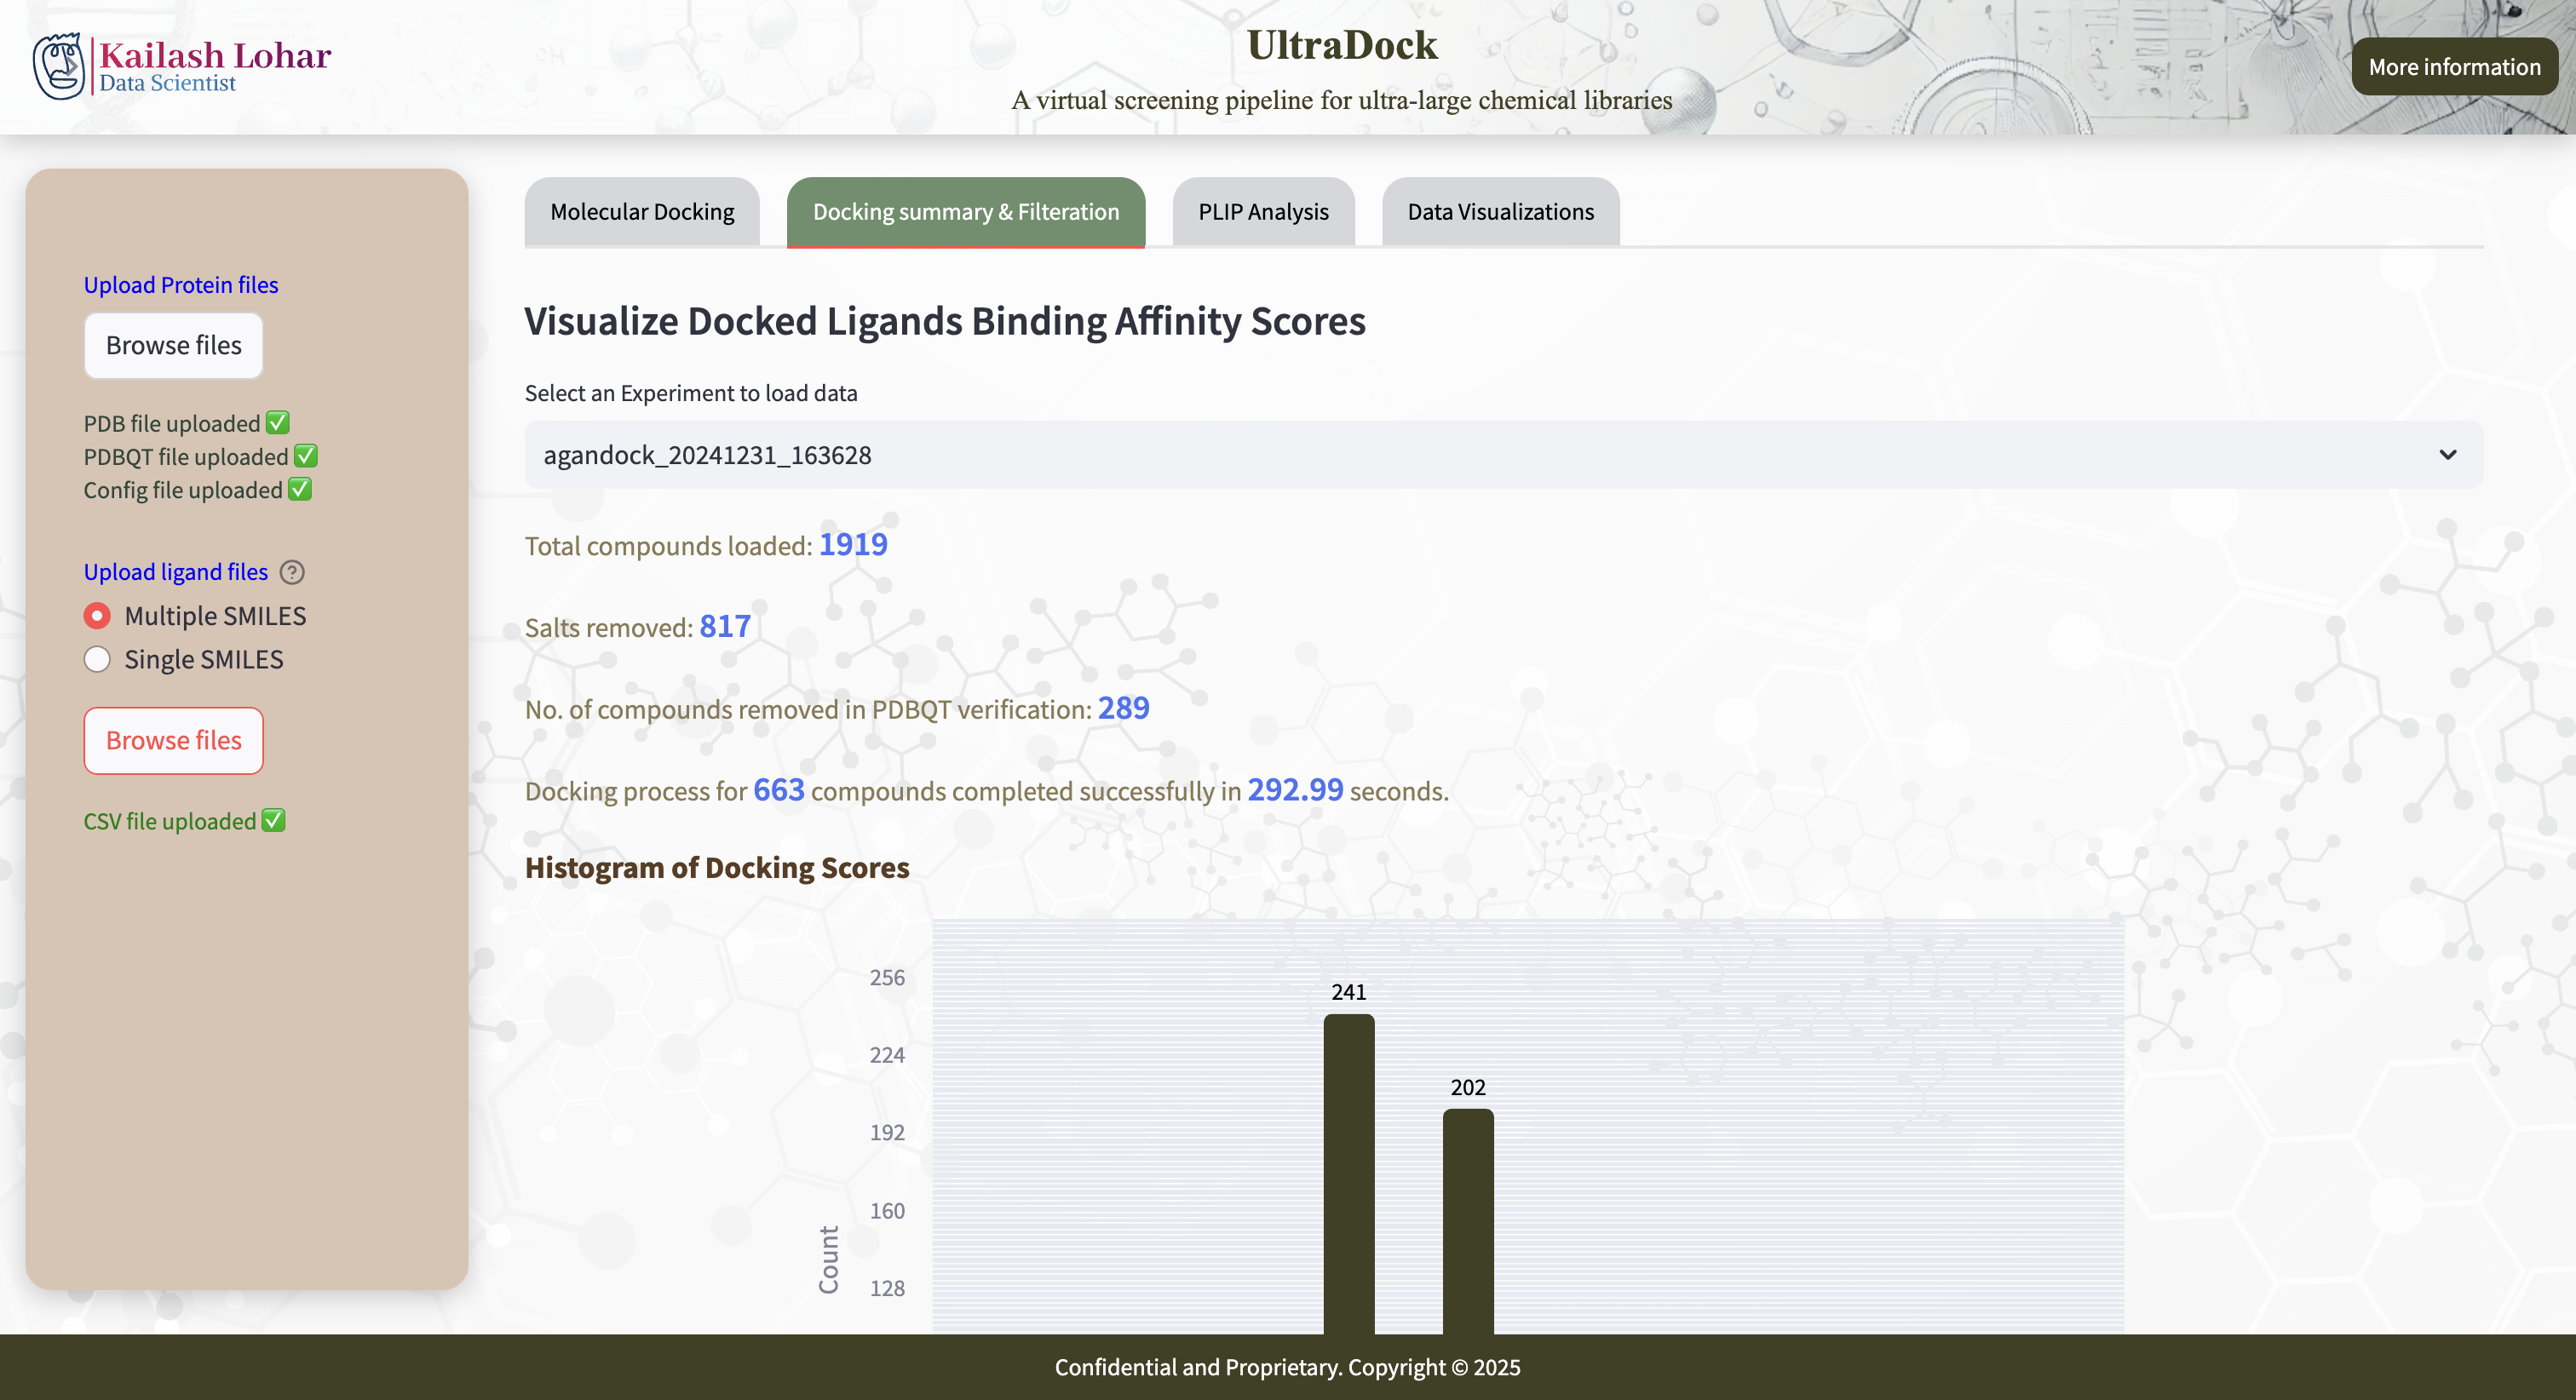 Kailash Lohar
Data Scientist
UltraDock
A virtual screening pipeline for ultra-large chemical libraries
More information
Upload Protein files
Browse files
PDB file uploaded ✅
PDBQT file uploaded ✅
Config file uploaded ✅
Upload ligand files ?
Multiple SMILES
Single SMILES
Browse files
CSV file uploaded ✅
Molecular Docking
Docking summary & Filteration
PLIP Analysis
Data Visualizations
Visualize Docked Ligands Binding Affinity Scores
Select an Experiment to load data
agandock_20241231_163628
Total compounds loaded: 1919
Salts removed: 817
No. of compounds removed in PDBQT verification: 289
Docking process for 663 compounds completed successfully in 292.99 seconds.
Histogram of Docking Scores
256
224
192
160
128
Count
241
202
Confidential and Proprietary. Copyright © 2025